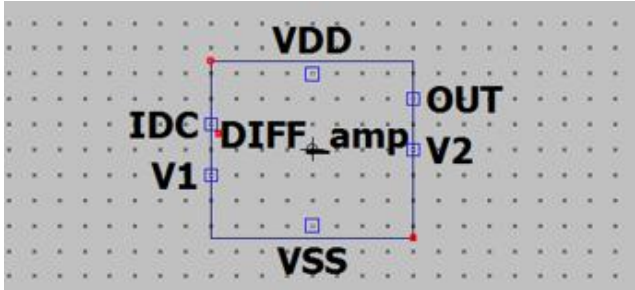 VDD
OUT
IDC DIFF_amp
V2
V1
VSS